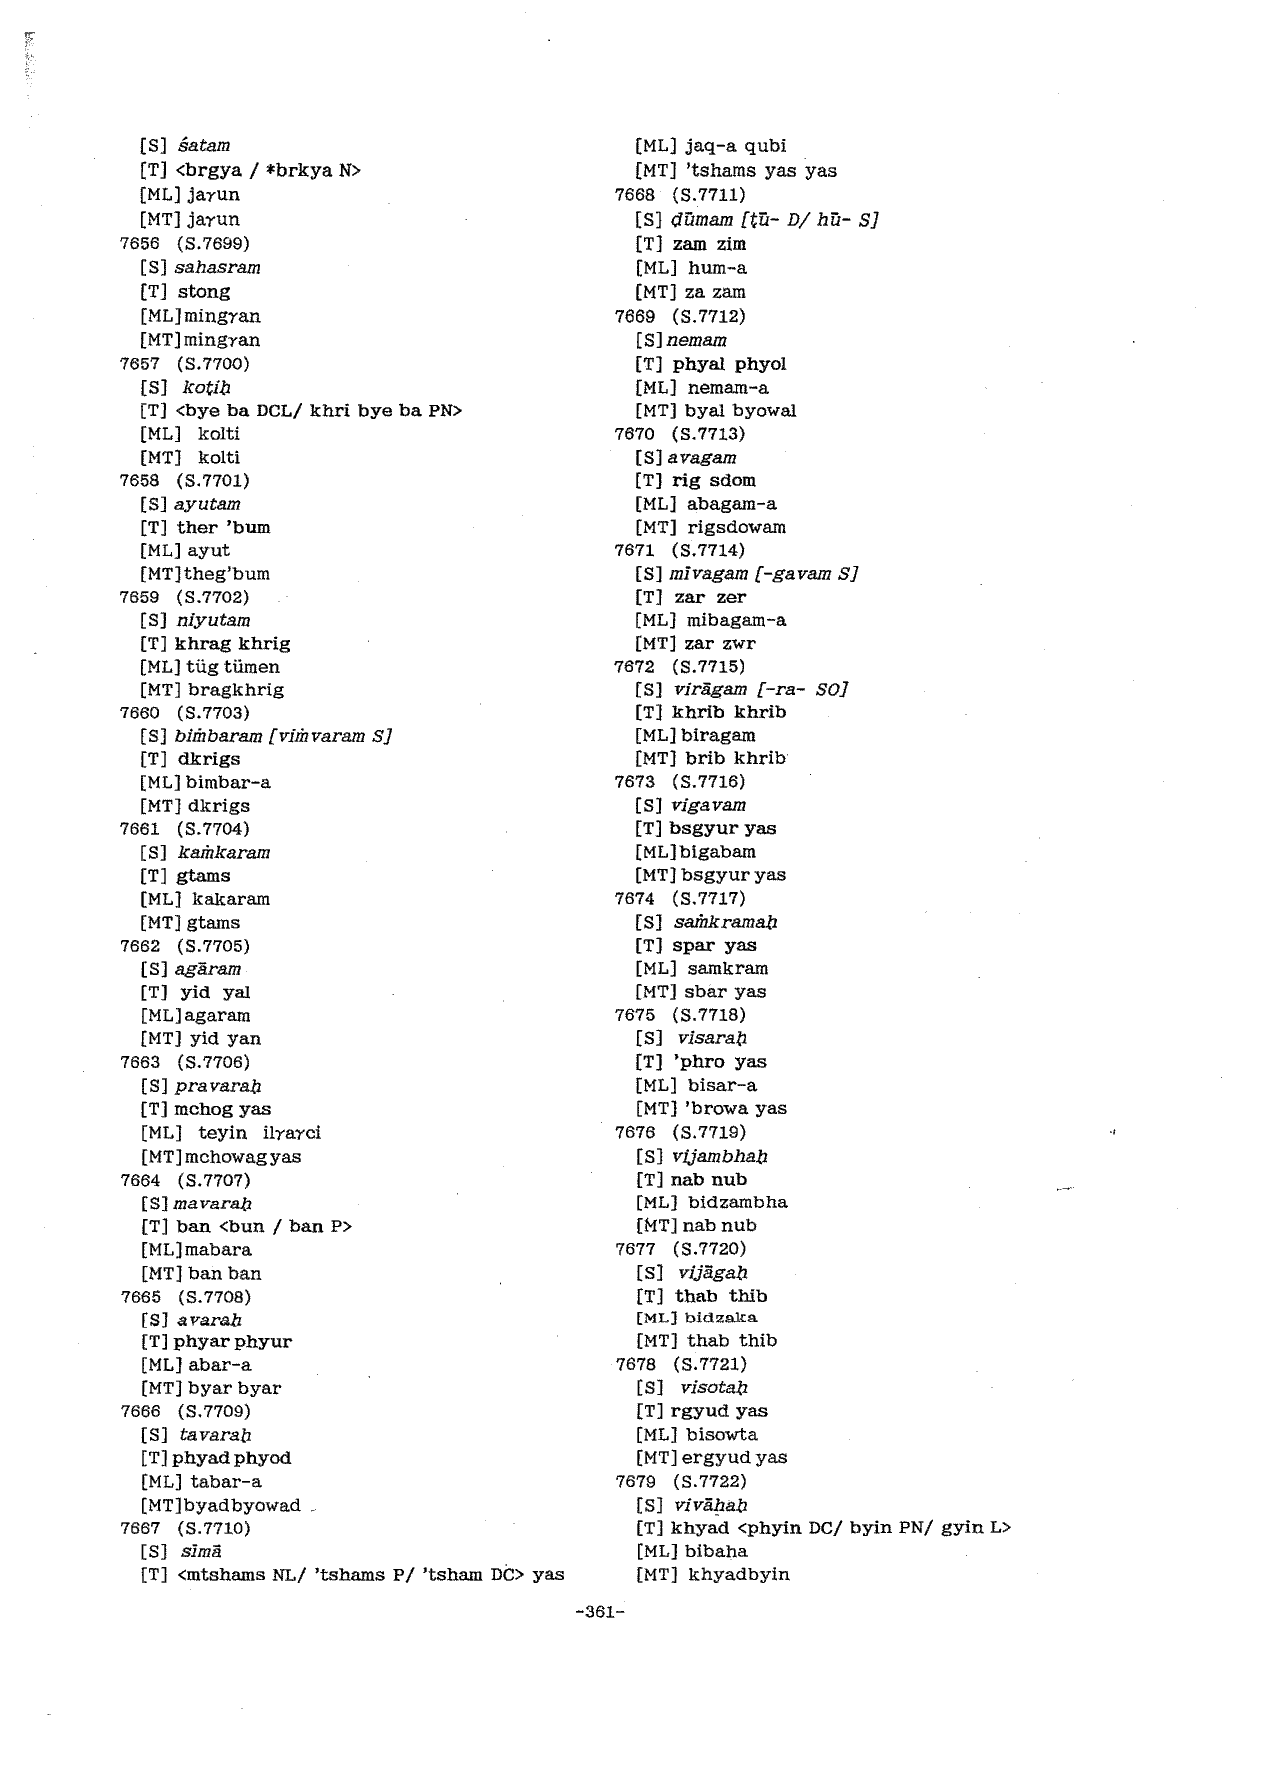 [S] śatam
[T] <brgya / *brkya N>
[ML] jaγun
[MT] jaγun
7656 (S.7699)
[S] sahasram
[T] stong
[ML] mingγan
[MT] mingγan
7657 (S.7700)
[S] koṭiḥ
[T] <bye ba DCL/ khri bye ba PN>
[ML] kolti
[MT] kolti
7658 (S.7701)
[S] ayutam
[T] ther ’bum
[ML] ayut
[MT] theg’bum
7659 (S.7702)
[S] niyutam
[T] khrag khrig
[ML] tüg tümen
[MT] bragkhrig
7660 (S.7703)
[S] biṁbaram [viṁvaram S]
[T] dkrigs
[ML] bimbar-a
[MT] dkrigs
7661 (S.7704)
[S] kaṁkaram
[T] gtams
[ML] kakaram
[MT] gtams
7662 (S.7705)
[S] agāram
[T] yid yal
[ML] agaram
[MT] yid yan
7663 (S.7706)
[S] pravaraḥ
[T] mchog yas
[ML] teyin ilγaγci
[MT] mchowagyas
7664 (S.7707)
[S] mavaraḥ
[T] ban <bun / ban P>
[ML] mabara
[MT] ban ban
7665 (S.7708)
[S] avaraḥ
[T] phyar phyur
[ML] abar-a
[MT] byar byar
7666 (S.7709)
[S] tavaraḥ
[T] phyad phyod
[ML] tabar-a
[MT] byadbyowad
7667 (S.7710)
[S] sīmā
[T] <mtshams NL/ ’tshams P/ ’tsham DC> yas
[ML] jaq-a qubi
[MT] ’tshams yas yas
7668 (S.7711)
[S] ḍūmam [ṭū- D/ hū- S]
[T] zam zim
[ML] hum-a
[MT] za zam
7669 (S.7712)
[S] nemam
[T] phyal phyol
[ML] nemam-a
[MT] byal byowal
7670 (S.7713)
[S] avagam
[T] rig sdom
[ML] abagam-a
[MT] rigsdowam
7671 (S.7714)
[S] mīvagam [-gavam S]
[T] zar zer
[ML] mibagam-a
[MT] zar zwr
7672 (S.7715)
[S] virāgam [-ra- SO]
[T] khrib khrib
[ML] biragam
[MT] brib khrib
7673 (S.7716)
[S] vigavam
[T] bsgyur yas
[ML] bigabam
[MT] bsgyur yas
7674 (S.7717)
[S] saṁkramaḥ
[T] spar yas
[ML] samkram
[MT] sbar yas
7675 (S.7718)
[S] visaraḥ
[T] ’phro yas
[ML] bisar-a
[MT] ’browa yas
7676 (S.7719)
[S] vijambhaḥ
[T] nab nub
[ML] bidzambha
[MT] nab nub
7677 (S.7720)
[S] vijāgaḥ
[T] thab thib
[ML] bidzaka
[MT] thab thib
7678 (S.7721)
[S] visotaḥ
[T] rgyud yas
[ML] bisowta
[MT] ergyud yas
7679 (S.7722)
[S] vivāhaḥ
[T] khyad <phyin DC/ byin PN/ gyin L>
[ML] bibaha
[MT] khyadbyin
-361-